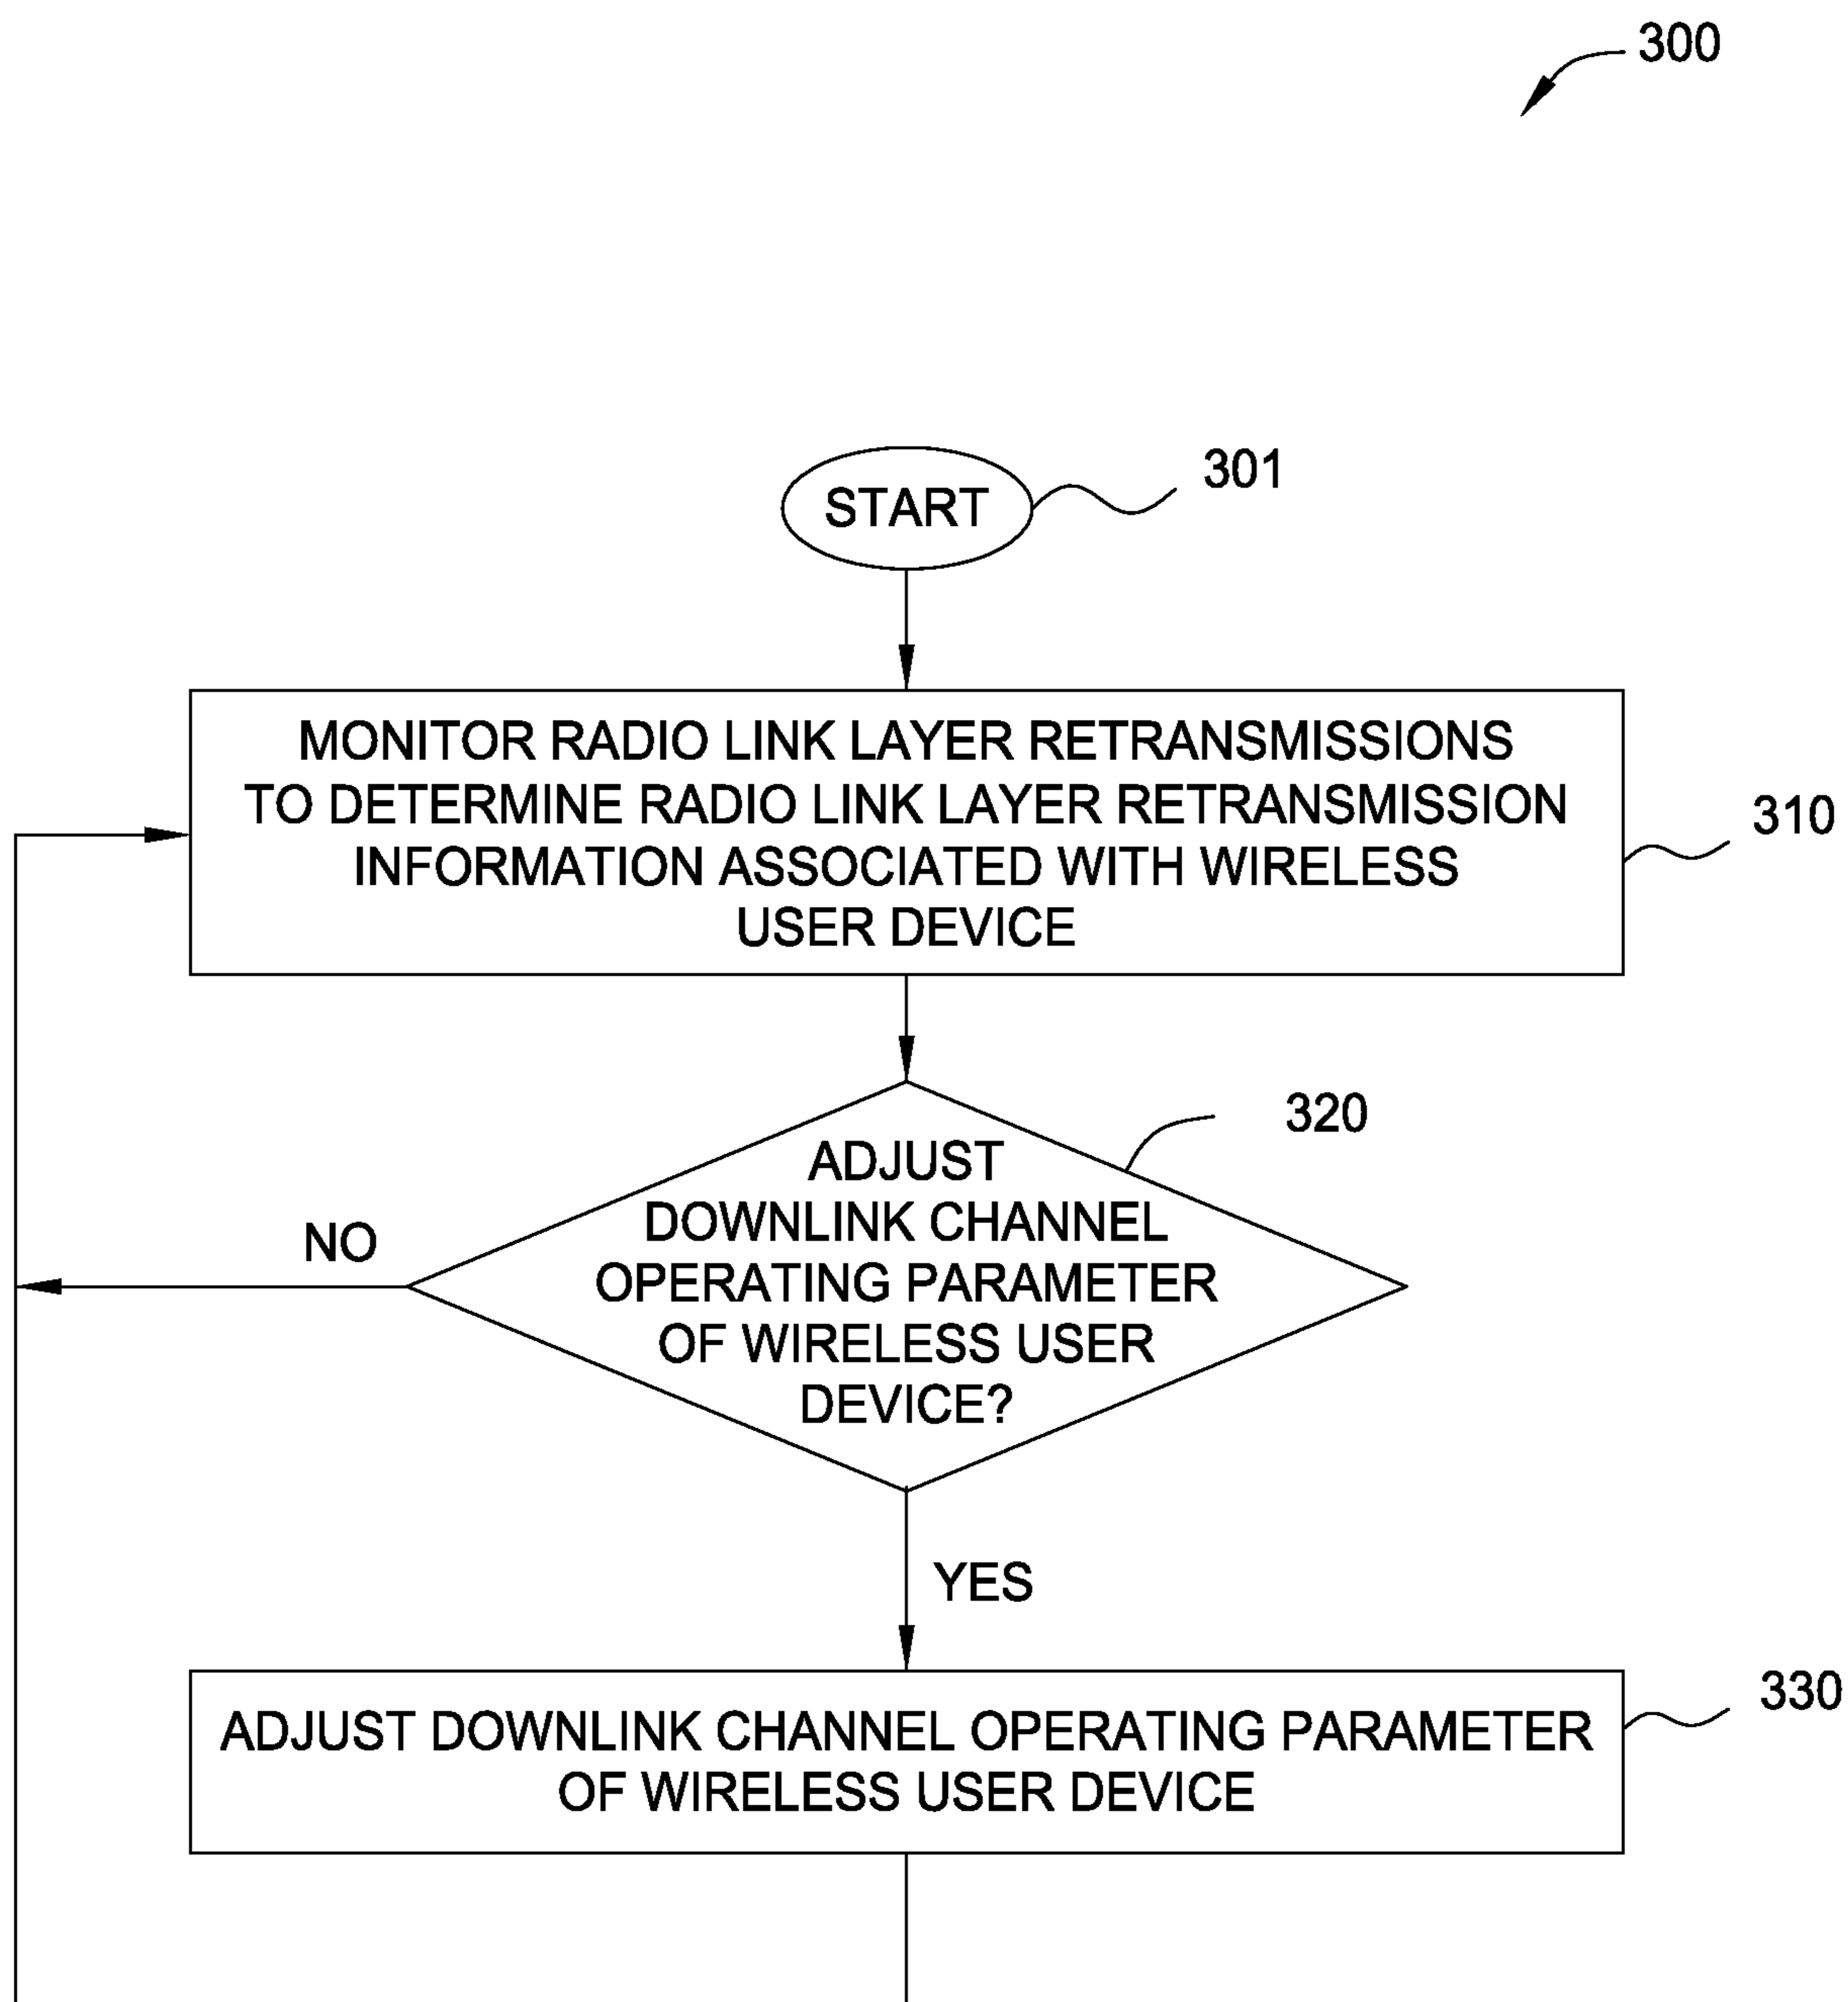 300
START
301
MONITOR RADIO LINK LAYER RETRANSMISSIONS
TO DETERMINE RADIO LINK LAYER RETRANSMISSION
INFORMATION ASSOCIATED WITH WIRELESS
USER DEVICE
310
320
ADJUST
DOWNLINK CHANNEL
OPERATING PARAMETER
OF WIRELESS USER
DEVICE?
NO
YES
330
ADJUST DOWNLINK CHANNEL OPERATING PARAMETER
OF WIRELESS USER DEVICE